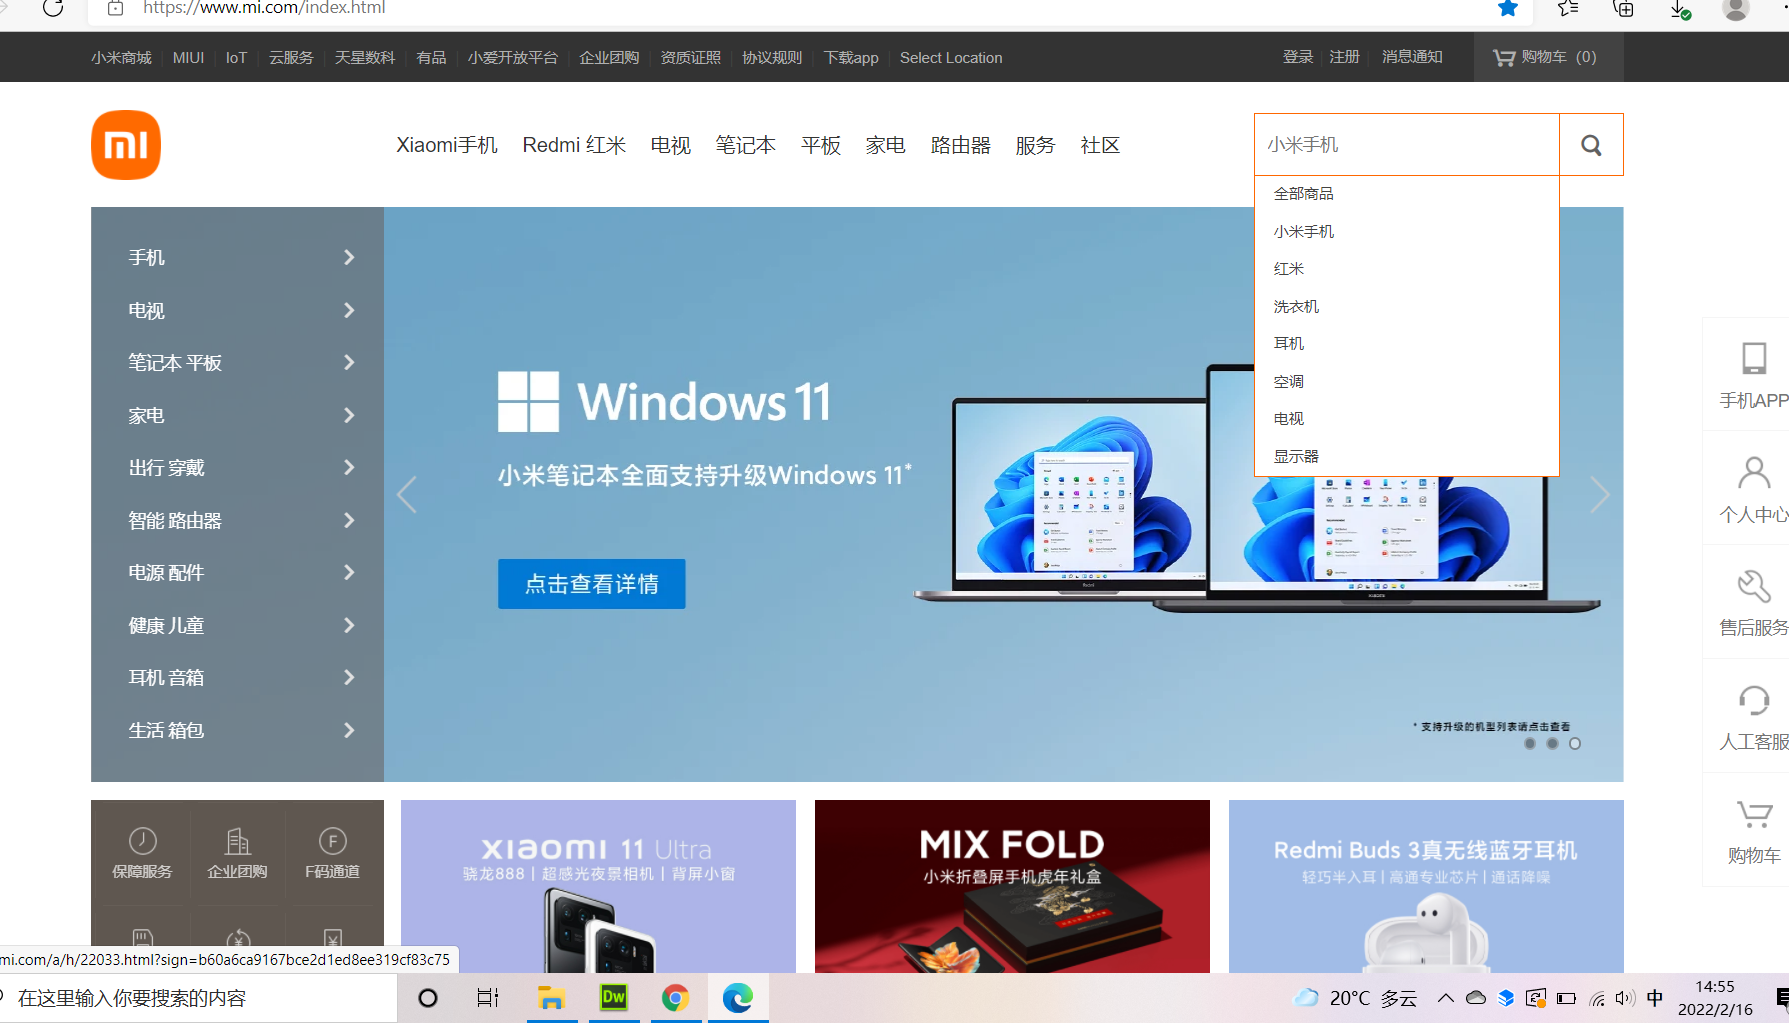 https://www.mi.com/index.html
小米商城 MIUI IoT 云服务 天星数科 有品 小爱开放平台 企业团购 资质证照 协议规则 下载app Select Location 登录 注册 消息通知 购物车 (0)
mi Xiaomi手机 Redmi 红米 电视 笔记本 平板 家电 路由器 服务 社区 小米手机
全部商品
小米手机
红米
洗衣机
耳机
空调
电视
显示器
手机
电视
笔记本 平板
家电
出行 穿戴
智能 路由器
电源 配件
健康 儿童
耳机 音箱
生活 箱包
Windows 11
小米笔记本全面支持升级Windows 11*
点击查看详情
* 支持升级的机型列表请点击查看
手机APP
个人中心
售后服务
人工客服
购物车
保障服务 企业团购 F码通道
xiaomi 11 Ultra
骁龙888 | 超感光夜景相机 | 背屏小窗
MIX FOLD
小米折叠屏手机虎年礼盒
Redmi Buds 3真无线蓝牙耳机
轻巧半入耳 | 高通专业芯片 | 通话降噪
mi.com/a/h/22033.html?sign=b60a6ca9167bce2d1ed8ee319cf83c75
在这里输入你要搜索的内容 Dw 20°C 多云 中 14:55
2022/2/16